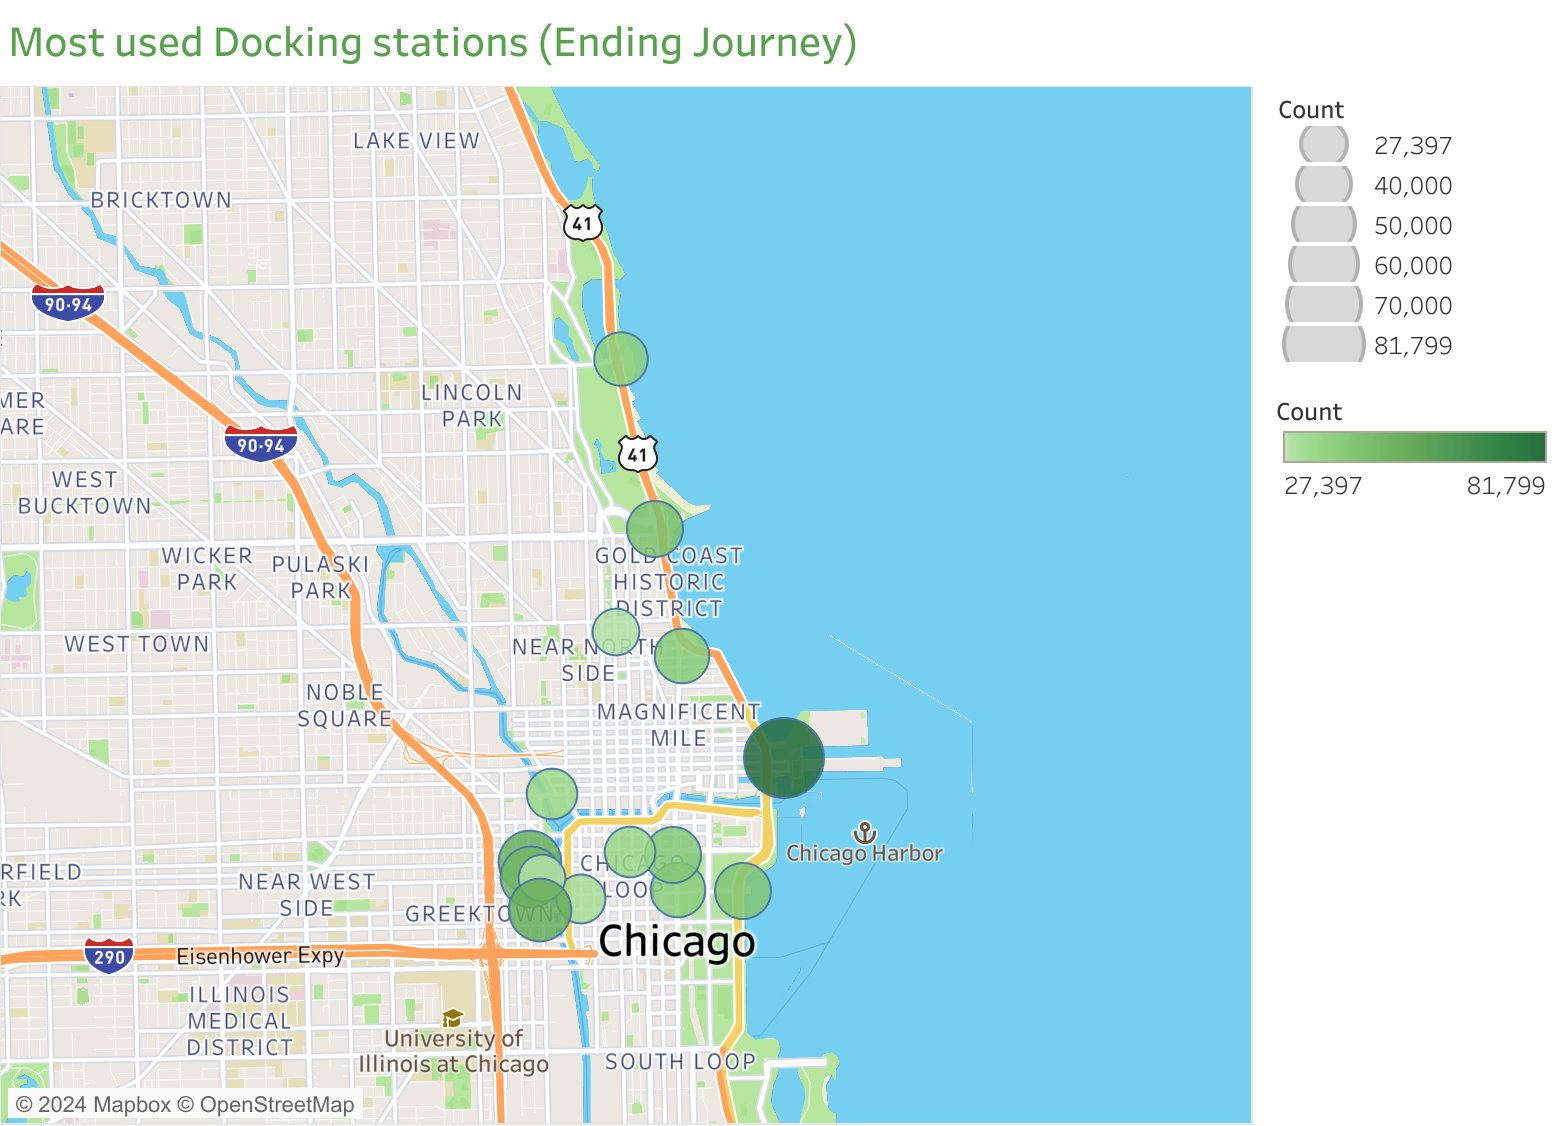 Most used Docking stations (Ending Journey)
LAKE VIEW
BRICKTOWN
41
90-94
LINCOLN
PARK
MER
ARE
90-94
41
WEST
BUCKTOWN
WICKER
PARK
PULASKI
PARK
GOLD COAST
HISTORIC
DISTRICT
WEST TOWN
NEAR NORTH
SIDE
NOBLE
SQUARE
MAGNIFICENT
MILE
Chicago Harbor
CHICAGO
LOOP
RFIELD
RK
NEAR WEST
SIDE
GREEKTOWN
Chicago
290
Eisenhower Expy
ILLINOIS
MEDICAL
DISTRICT
University of
Illinois at Chicago
SOUTH LOOP
© 2024 Mapbox © OpenStreetMap
Count
27,397
40,000
50,000
60,000
70,000
81,799
Count
27,397 81,799